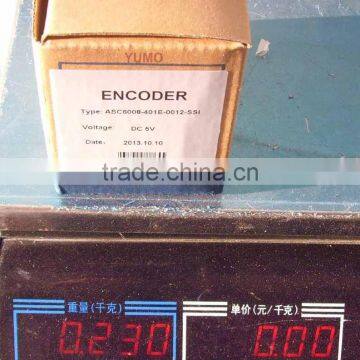 YUMO
ENCODER
Type: ASC6008-401E-0012-SSI
Voltage: DC 5V
Date: 2013.10.10
trade.chinahr.com
重量(千克) 单价(元/千克)
0.230 0.00